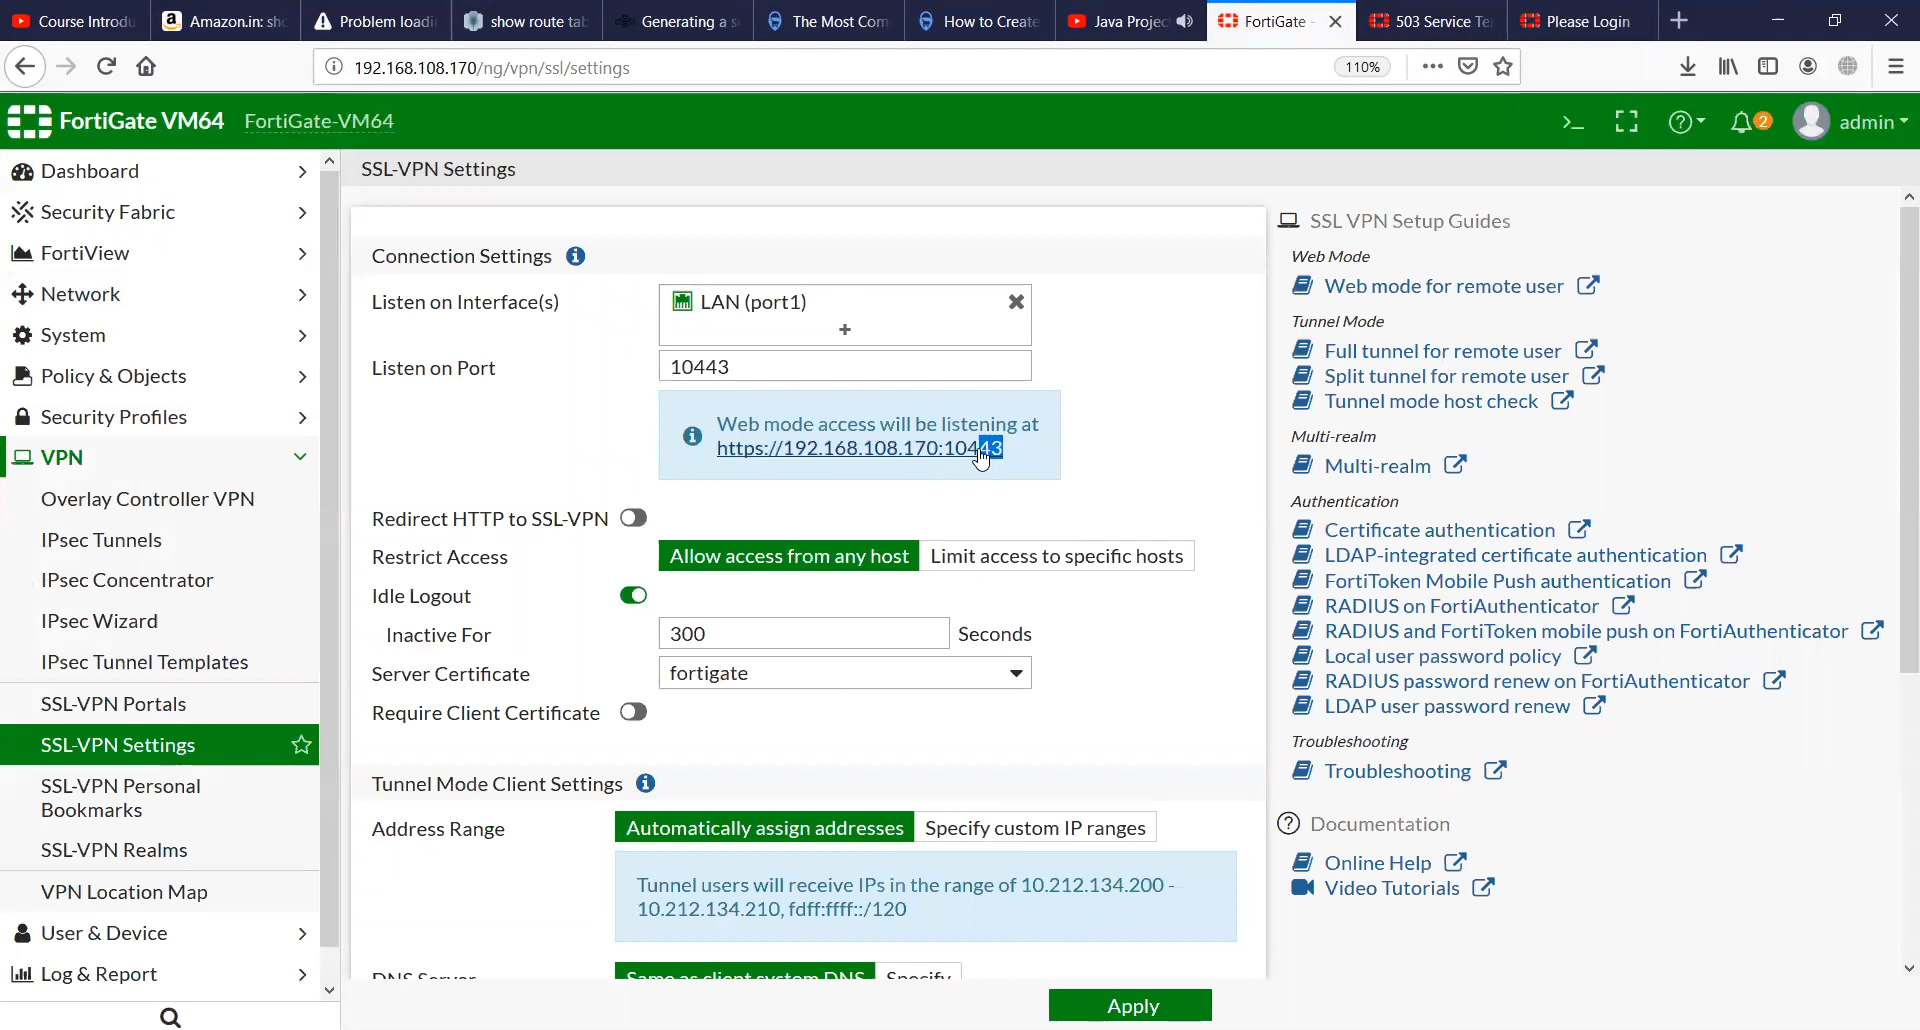 Course Introdu
Amazon.in: sho
Problem loadi
show route tab
Generating a s
The Most Com
How to Create
Java Projec
FortiGate -
503 Service Te
Please Login
192.168.108.170/ng/vpn/ssl/settings
110%
FortiGate VM64
FortiGate-VM64
>_
2
admin
Dashboard
Security Fabric
FortiView
Network
System
Policy & Objects
Security Profiles
VPN
Overlay Controller VPN
IPsec Tunnels
IPsec Concentrator
IPsec Wizard
IPsec Tunnel Templates
SSL-VPN Portals
SSL-VPN Settings
SSL-VPN Personal
Bookmarks
SSL-VPN Realms
VPN Location Map
User & Device
Log & Report
SSL-VPN Settings
Connection Settings
Listen on Interface(s)
LAN (port1)
+
Listen on Port
10443
Web mode access will be listening at
https://192.168.108.170:10443
Redirect HTTP to SSL-VPN
Restrict Access
Allow access from any host
Limit access to specific hosts
Idle Logout
Inactive For
300
Seconds
Server Certificate
fortigate
Require Client Certificate
Tunnel Mode Client Settings
Address Range
Automatically assign addresses
Specify custom IP ranges
Tunnel users will receive IPs in the range of 10.212.134.200 -
10.212.134.210, fdff:ffff::/120
DNS Server
Same as client system DNS
Specify
Apply
SSL VPN Setup Guides
Web Mode
Web mode for remote user
Tunnel Mode
Full tunnel for remote user
Split tunnel for remote user
Tunnel mode host check
Multi-realm
Multi-realm
Authentication
Certificate authentication
LDAP-integrated certificate authentication
FortiToken Mobile Push authentication
RADIUS on FortiAuthenticator
RADIUS and FortiToken mobile push on FortiAuthenticator
Local user password policy
RADIUS password renew on FortiAuthenticator
LDAP user password renew
Troubleshooting
Troubleshooting
Documentation
Online Help
Video Tutorials